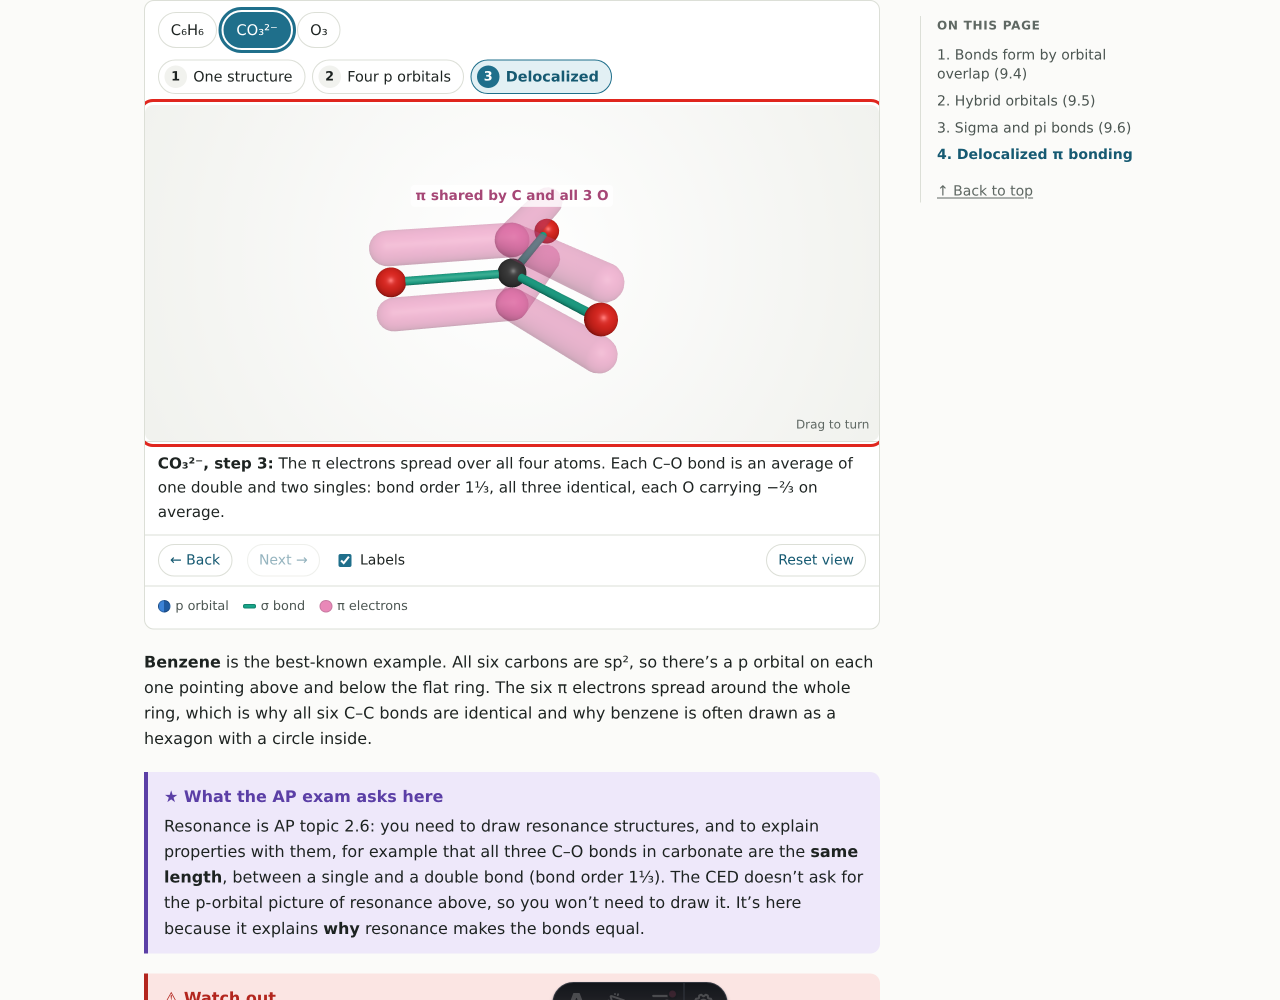 C₆H₆ CO₃²⁻ O₃
1 One structure 2 Four p orbitals 3 Delocalized
π shared by C and all 3 O
Drag to turn
CO₃²⁻, step 3: The π electrons spread over all four atoms. Each C–O bond is an average of
one double and two singles: bond order 1⅓, all three identical, each O carrying −⅔ on
average.
← Back Next → Labels Reset view
p orbital σ bond π electrons
Benzene is the best-known example. All six carbons are sp², so there’s a p orbital on each
one pointing above and below the flat ring. The six π electrons spread around the whole
ring, which is why all six C–C bonds are identical and why benzene is often drawn as a
hexagon with a circle inside.
★ What the AP exam asks here
Resonance is AP topic 2.6: you need to draw resonance structures, and to explain
properties with them, for example that all three C–O bonds in carbonate are the same
length, between a single and a double bond (bond order 1⅓). The CED doesn’t ask for
the p-orbital picture of resonance above, so you won’t need to draw it. It’s here
because it explains why resonance makes the bonds equal.
⚠ Watch out
ON THIS PAGE
1. Bonds form by orbital
overlap (9.4)
2. Hybrid orbitals (9.5)
3. Sigma and pi bonds (9.6)
4. Delocalized π bonding
↑ Back to top